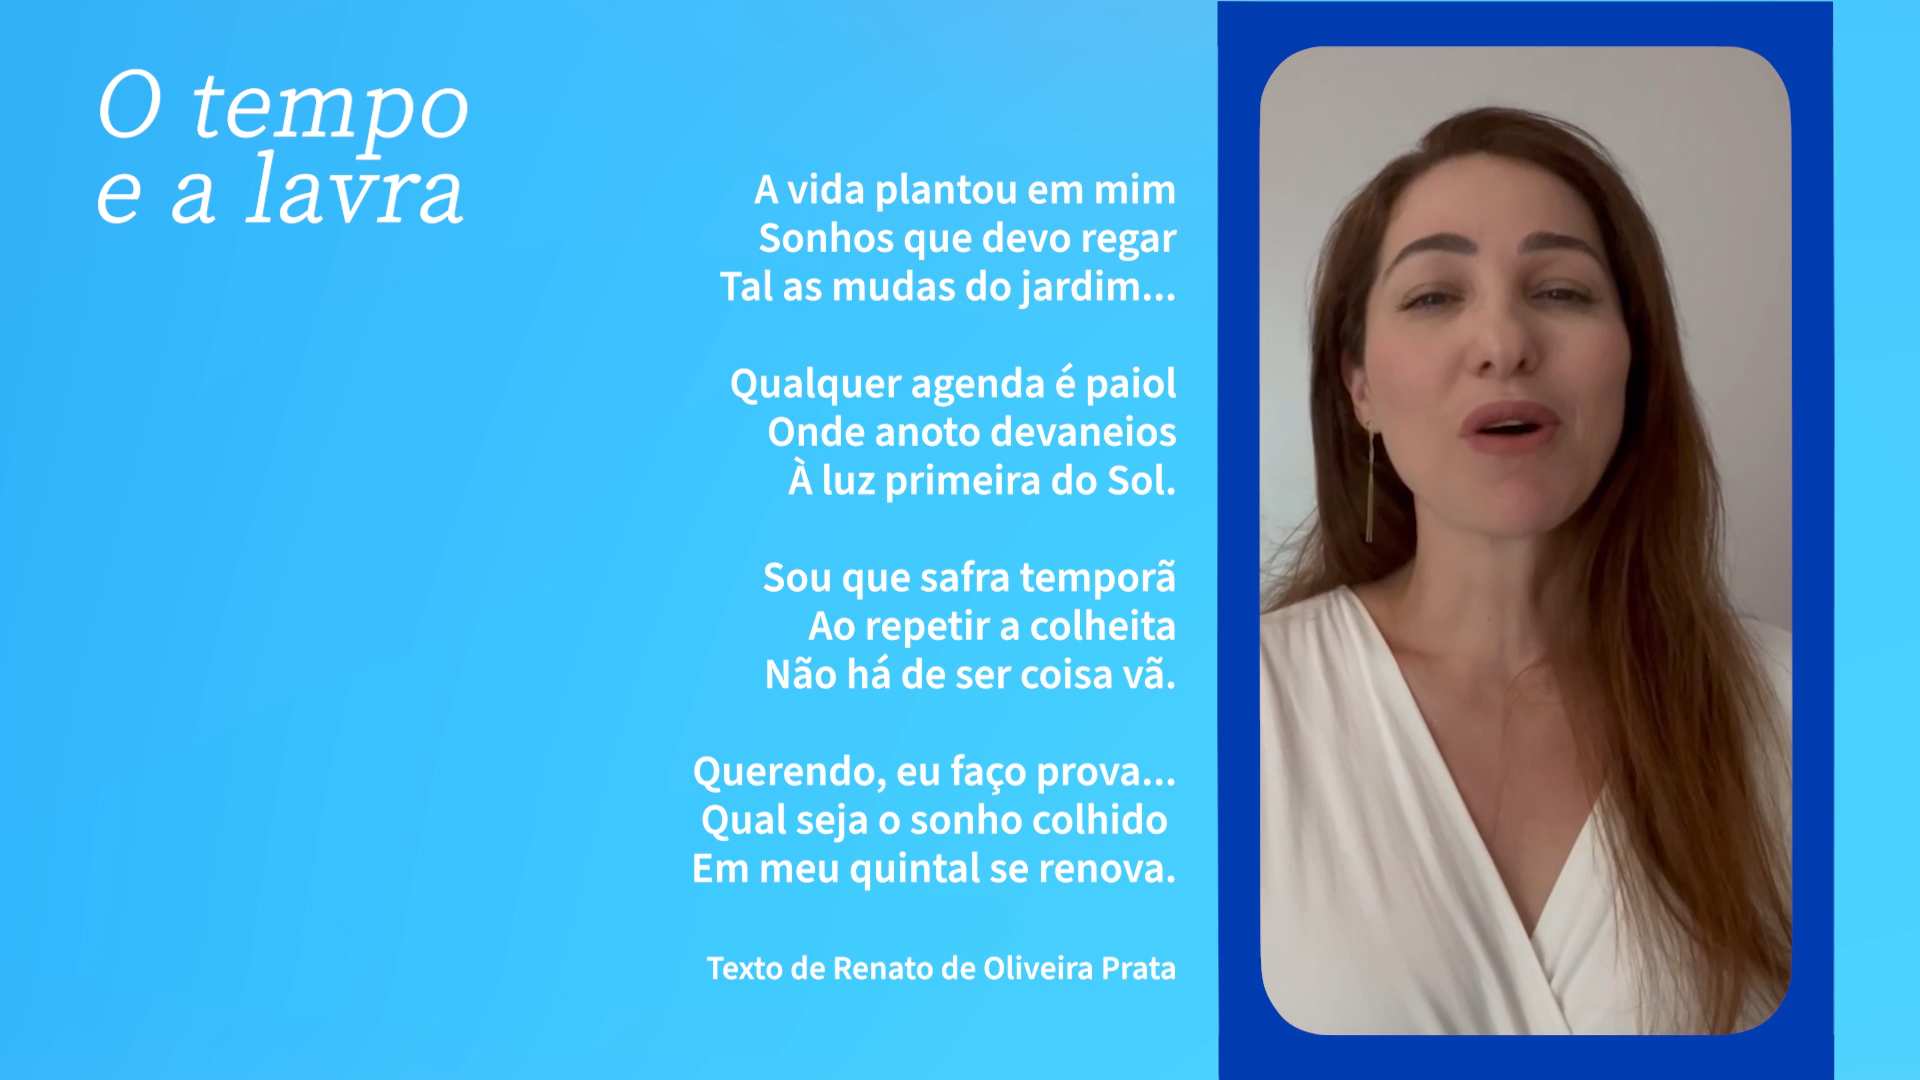 O tempo
e a lavra
A vida plantou em mim
Sonhos que devo regar
Tal as mudas do jardim...
Qualquer agenda é paiol
Onde anoto devaneios
À luz primeira do Sol.
Sou que safra temporã
Ao repetir a colheita
Não há de ser coisa vã.
Querendo, eu faço prova...
Qual seja o sonho colhido
Em meu quintal se renova.
Texto de Renato de Oliveira Prata